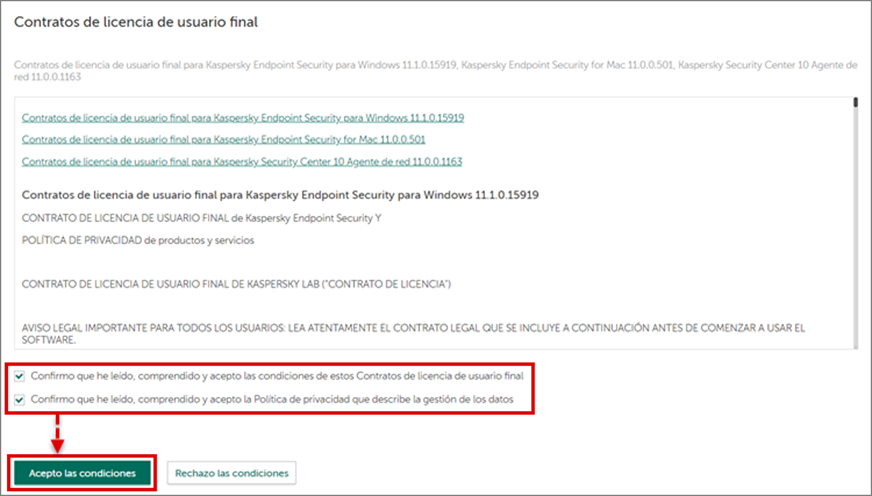 Contratos de licencia de usuario final
Contratos de licencia de usuario final para Kaspersky Endpoint Security para Windows 11.1.0.15919, Kaspersky Endpoint Security for Mac 11.0.0.501, Kaspersky Security Center 10 Agente de
red 11.0.0.1163
Contratos de licencia de usuario final para Kaspersky Endpoint Security para Windows 11.1.0.15919
Contratos de licencia de usuario final para Kaspersky Endpoint Security for Mac 11.0.0.501
Contratos de licencia de usuario final para Kaspersky Security Center 10 Agente de red 11.0.0.1163
Contratos de licencia de usuario final para Kaspersky Endpoint Security para Windows 11.1.0.15919
CONTRATO DE LICENCIA DE USUARIO FINAL de Kaspersky Endpoint Security Y
POLÍTICA DE PRIVACIDAD de productos y servicios
CONTRATO DE LICENCIA DE USUARIO FINAL DE KASPERSKY LAB ("CONTRATO DE LICENCIA")
AVISO LEGAL IMPORTANTE PARA TODOS LOS USUARIOS: LEA ATENTAMENTE EL CONTRATO LEGAL QUE SE INCLUYE A CONTINUACIÓN ANTES DE COMENZAR A USAR EL
SOFTWARE.
Confirmo que he leído, comprendido y acepto las condiciones de estos Contratos de licencia de usuario final
Confirmo que he leído, comprendido y acepto la Política de privacidad que describe la gestión de los datos
Acepto las condiciones
Rechazo las condiciones